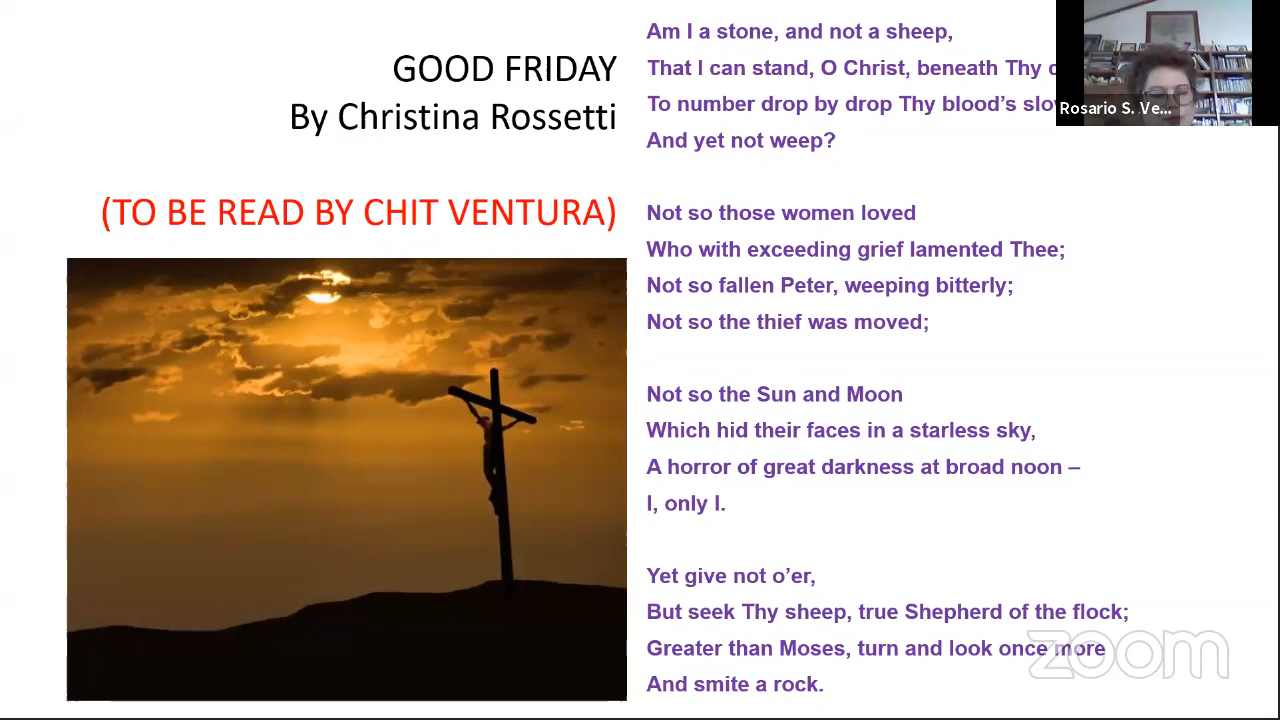 GOOD FRIDAY
By Christina Rossetti
(TO BE READ BY CHIT VENTURA)
Am I a stone, and not a sheep,
That I can stand, O Christ, beneath Thy
To number drop by drop Thy blood’s
And yet not weep?
Not so those women loved
Who with exceeding grief lamented Thee;
Not so fallen Peter, weeping bitterly;
Not so the thief was moved;
Not so the Sun and Moon
Which hid their faces in a starless sky,
A horror of great darkness at broad noon –
I, only I.
Yet give not o’er,
But seek Thy sheep, true Shepherd of the flock;
Greater than Moses, turn and look once more
And smite a rock.
Rosario S. Ve...
zoom